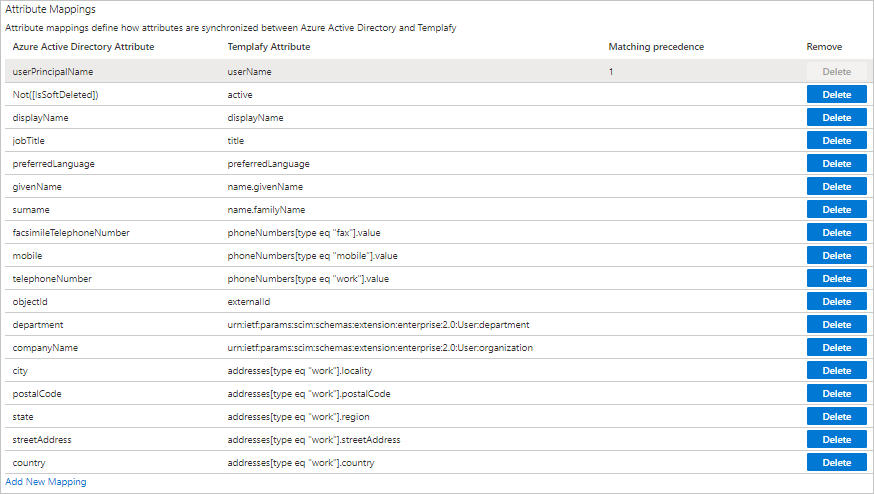 Attribute Mappings
Attribute mappings define how attributes are synchronized between Azure Active Directory and Templafy
Azure Active Directory Attribute Templafy Attribute Matching precedence Remove
userPrincipalName userName 1 Delete
Not([IsSoftDeleted]) active Delete
displayName displayName Delete
jobTitle title Delete
preferredLanguage preferredLanguage Delete
givenName name.givenName Delete
surname name.familyName Delete
facsimileTelephoneNumber phoneNumbers[type eq "fax"].value Delete
mobile phoneNumbers[type eq "mobile"].value Delete
telephoneNumber phoneNumbers[type eq "work"].value Delete
objectId externalId Delete
department urn:ietf:params:scim:schemas:extension:enterprise:2.0:User:department Delete
companyName urn:ietf:params:scim:schemas:extension:enterprise:2.0:User:organization Delete
city addresses[type eq "work"].locality Delete
postalCode addresses[type eq "work"].postalCode Delete
state addresses[type eq "work"].region Delete
streetAddress addresses[type eq "work"].streetAddress Delete
country addresses[type eq "work"].country Delete
Add New Mapping